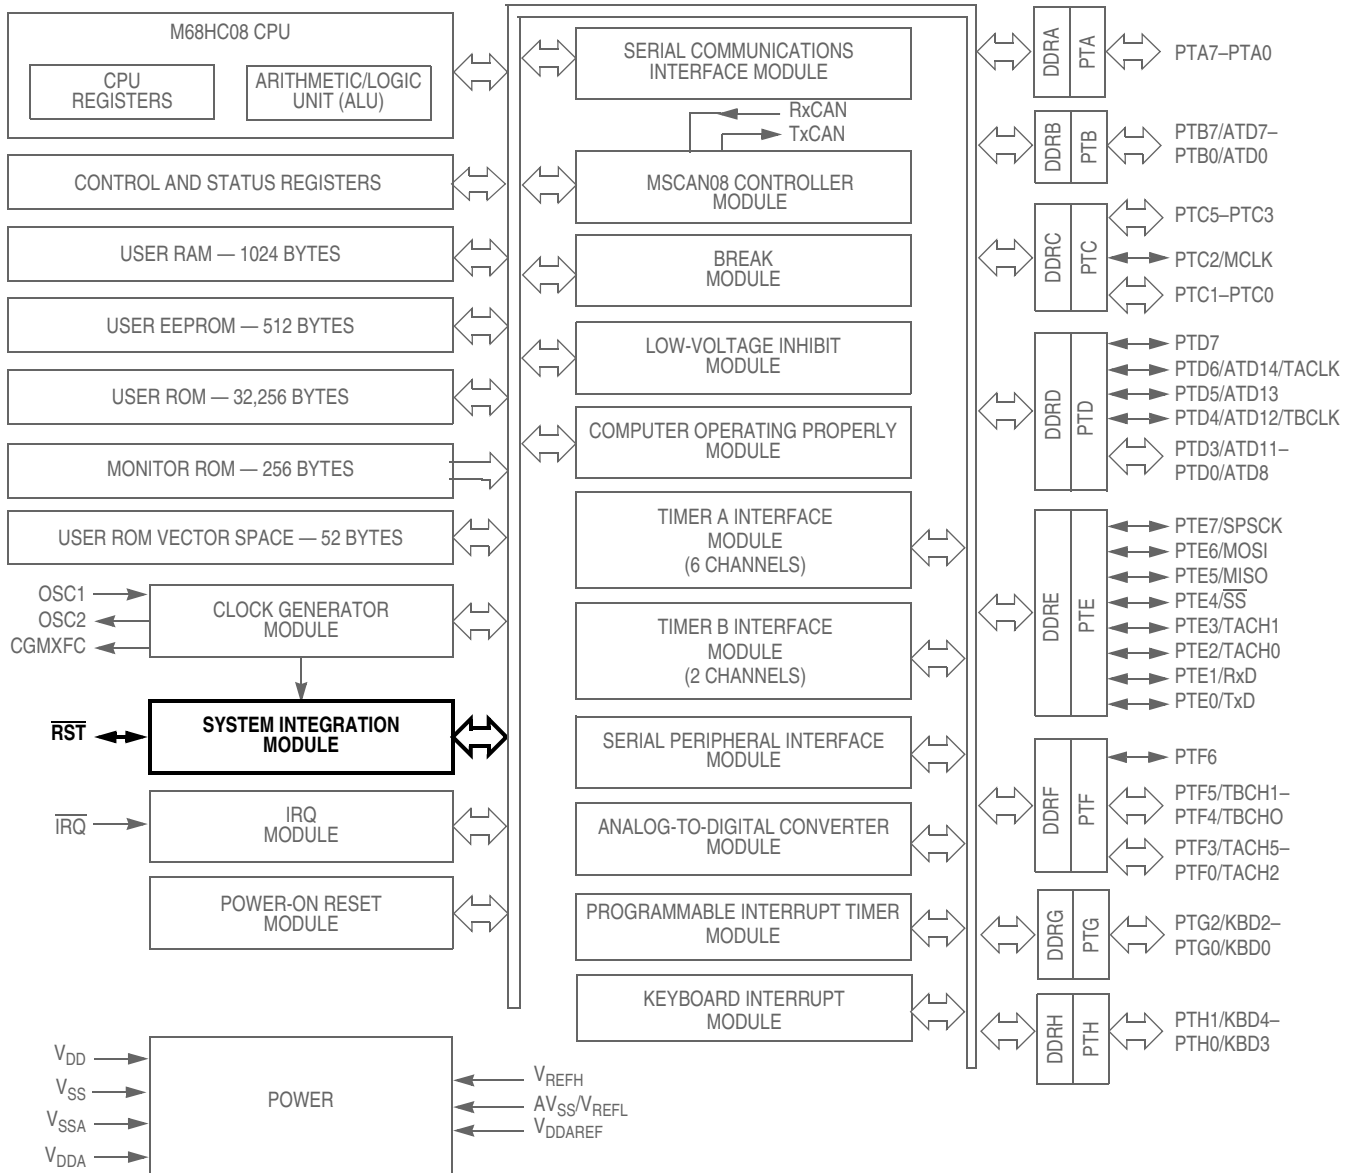 M68HC08 CPU
CPU
REGISTERS
ARITHMETIC/LOGIC
UNIT (ALU)
CONTROL AND STATUS REGISTERS
USER RAM — 1024 BYTES
USER EEPROM — 512 BYTES
USER ROM — 32,256 BYTES
MONITOR ROM — 256 BYTES
USER ROM VECTOR SPACE — 52 BYTES
OSC1
OSC2
CGMXFC
CLOCK GENERATOR
MODULE
RST
SYSTEM INTEGRATION
MODULE
IRQ
IRQ
MODULE
POWER-ON RESET
MODULE
VDD
VSS
VSSA
VDDA
POWER
VREFH
AVSS/VREFL
VDDAREF
SERIAL COMMUNICATIONS
INTERFACE MODULE
RxCAN
TxCAN
MSCAN08 CONTROLLER
MODULE
BREAK
MODULE
LOW-VOLTAGE INHIBIT
MODULE
COMPUTER OPERATING PROPERLY
MODULE
TIMER A INTERFACE
MODULE
(6 CHANNELS)
TIMER B INTERFACE
MODULE
(2 CHANNELS)
SERIAL PERIPHERAL INTERFACE
MODULE
ANALOG-TO-DIGITAL CONVERTER
MODULE
PROGRAMMABLE INTERRUPT TIMER
MODULE
KEYBOARD INTERRUPT
MODULE
DDRA
PTA
PTA7–PTA0
DDRB
PTB
PTB7/ATD7–
PTB0/ATD0
DDRC
PTC
PTC5–PTC3
PTC2/MCLK
PTC1–PTC0
DDRD
PTD
PTD7
PTD6/ATD14/TACLK
PTD5/ATD13
PTD4/ATD12/TBCLK
PTD3/ATD11–
PTD0/ATD8
DDRE
PTE
PTE7/SPSCK
PTE6/MOSI
PTE5/MISO
PTE4/SS
PTE3/TACH1
PTE2/TACH0
PTE1/RxD
PTE0/TxD
DDRF
PTF
PTF6
PTF5/TBCH1–
PTF4/TBCHO
PTF3/TACH5–
PTF0/TACH2
DDRG
PTG
PTG2/KBD2–
PTG0/KBD0
DDRH
PTH
PTH1/KBD4–
PTH0/KBD3